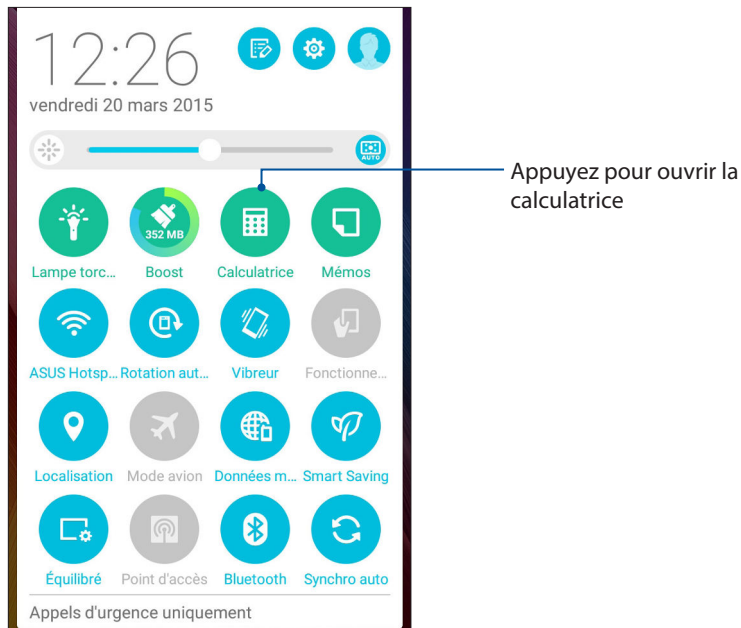 12:26
vendredi 20 mars 2015
AUTO
Appuyez pour ouvrir la
calculatrice
352 MB
Lampe torc... Boost Calculatrice Mémos
ASUS Hotsp... Rotation aut... Vibreur Fonctionne...
Localisation Mode avion Données m... Smart Saving
Équilibré Point d'accès Bluetooth Synchro auto
Appels d'urgence uniquement